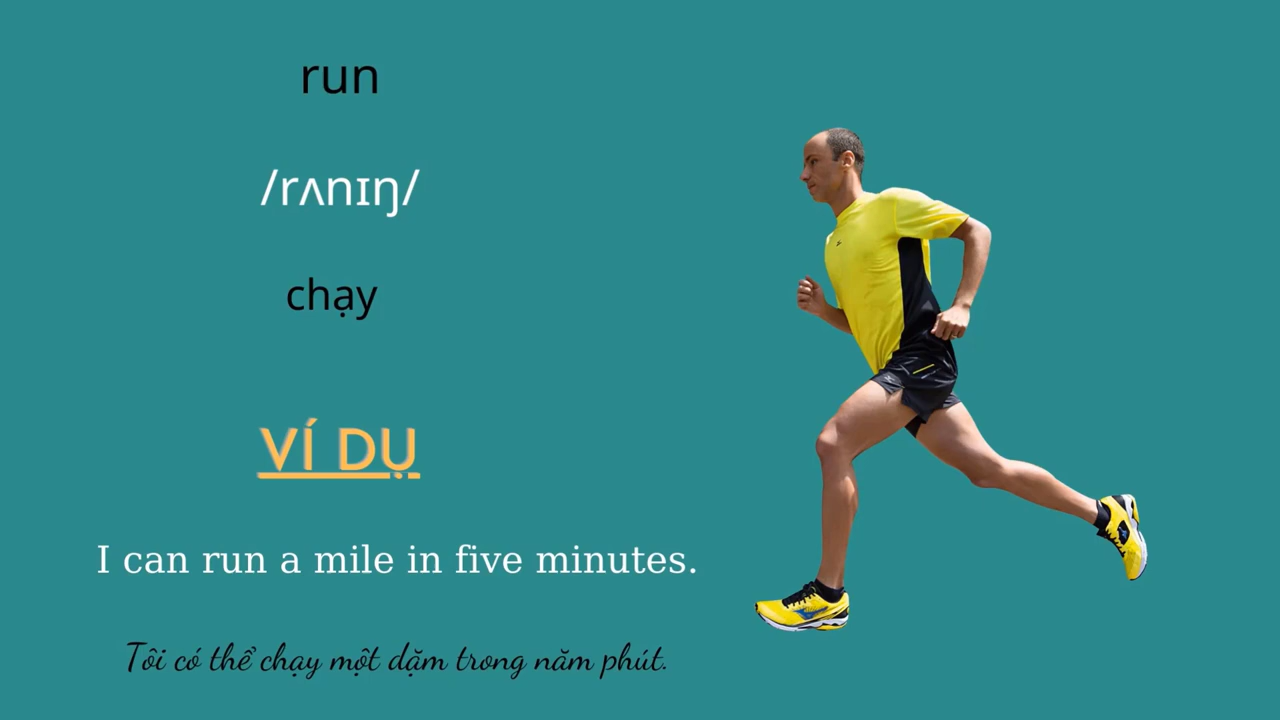 run
/rʌnɪŋ/
chạy
VÍ DỤ
I can run a mile in five minutes.
Tôi có thể chạy một dặm trong năm phút.